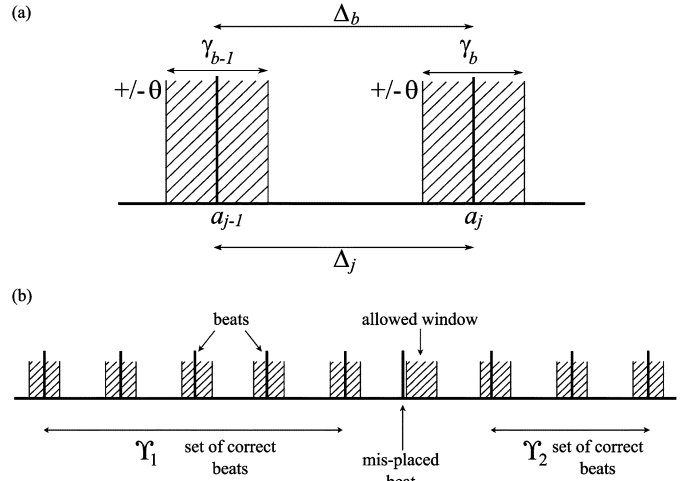 (a)
Δb
γb-1
γb
+/-θ
+/-θ
aj-1
aj
Δj
(b)
beats
allowed window
ϒ1 set of correct
beats
mis-placed
beat
ϒ2 set of correct
beats